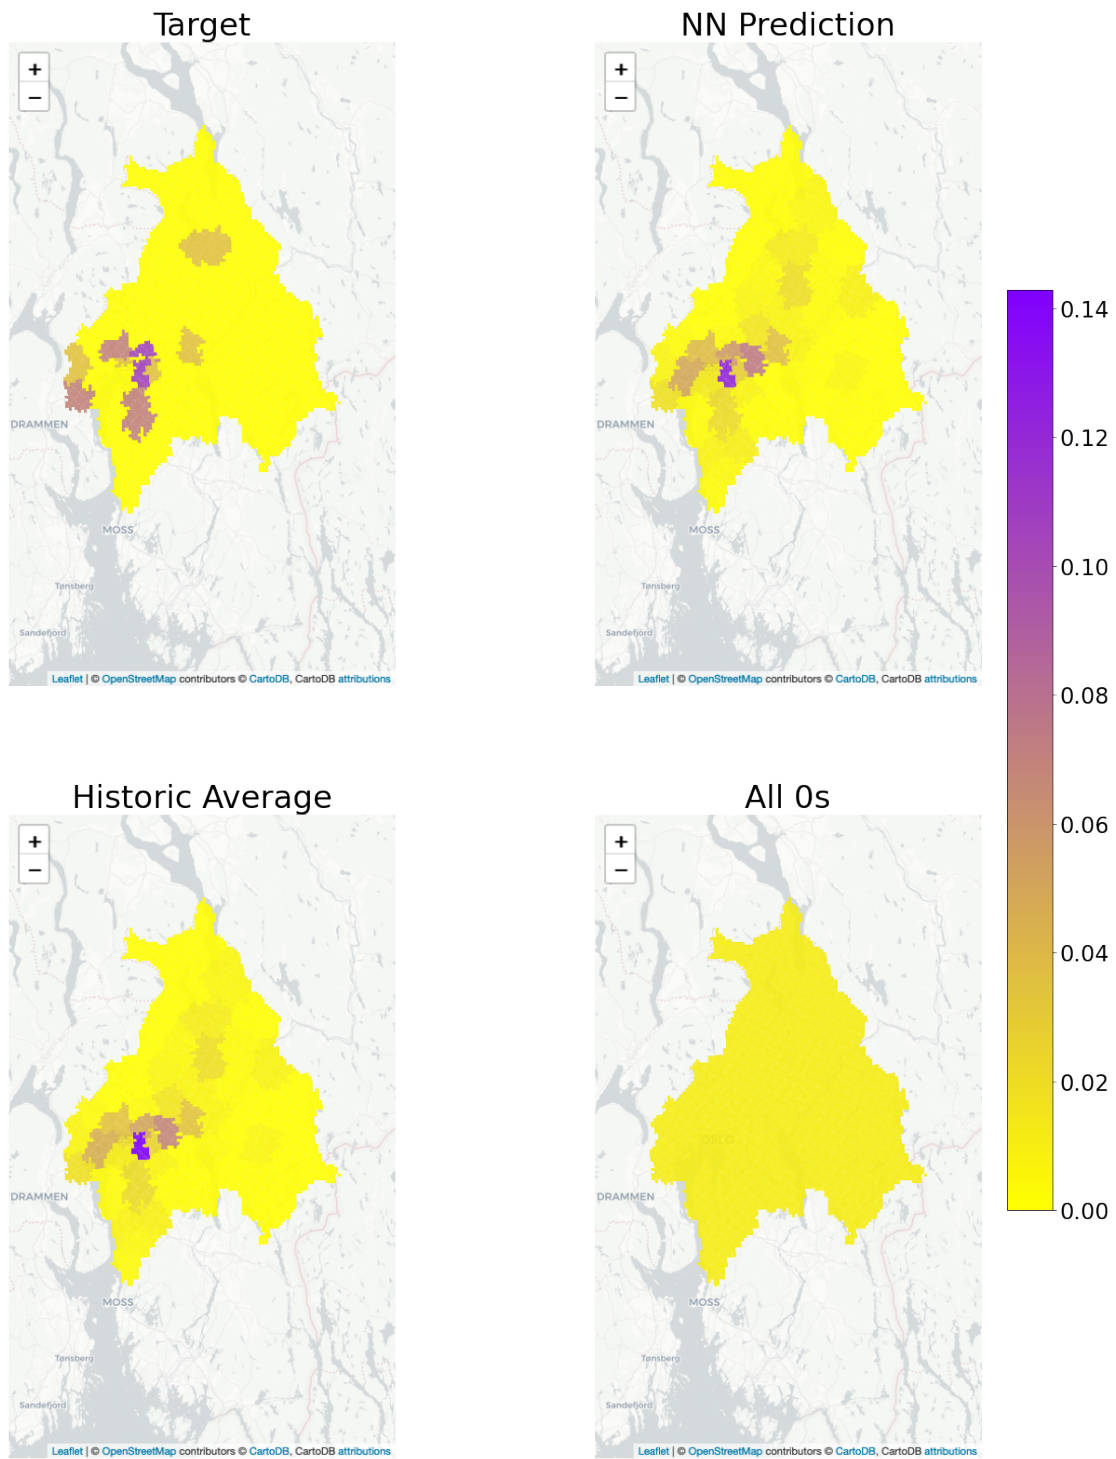 Target
NN Prediction
+
−
DRAMMEN
MOSS
Tønsberg
Sandefjord
Leaflet | © OpenStreetMap contributors © CartoDB, CartoDB attributions
+
−
DRAMMEN
MOSS
Tønsberg
Sandefjord
Leaflet | © OpenStreetMap contributors © CartoDB, CartoDB attributions
0.14
0.12
0.10
0.08
0.06
0.04
0.02
0.00
Historic Average
All 0s
+
−
DRAMMEN
MOSS
Tønsberg
Sandefjord
Leaflet | © OpenStreetMap contributors © CartoDB, CartoDB attributions
+
−
OSLO
DRAMMEN
MOSS
Tønsberg
Sandefjord
Leaflet | © OpenStreetMap contributors © CartoDB, CartoDB attributions